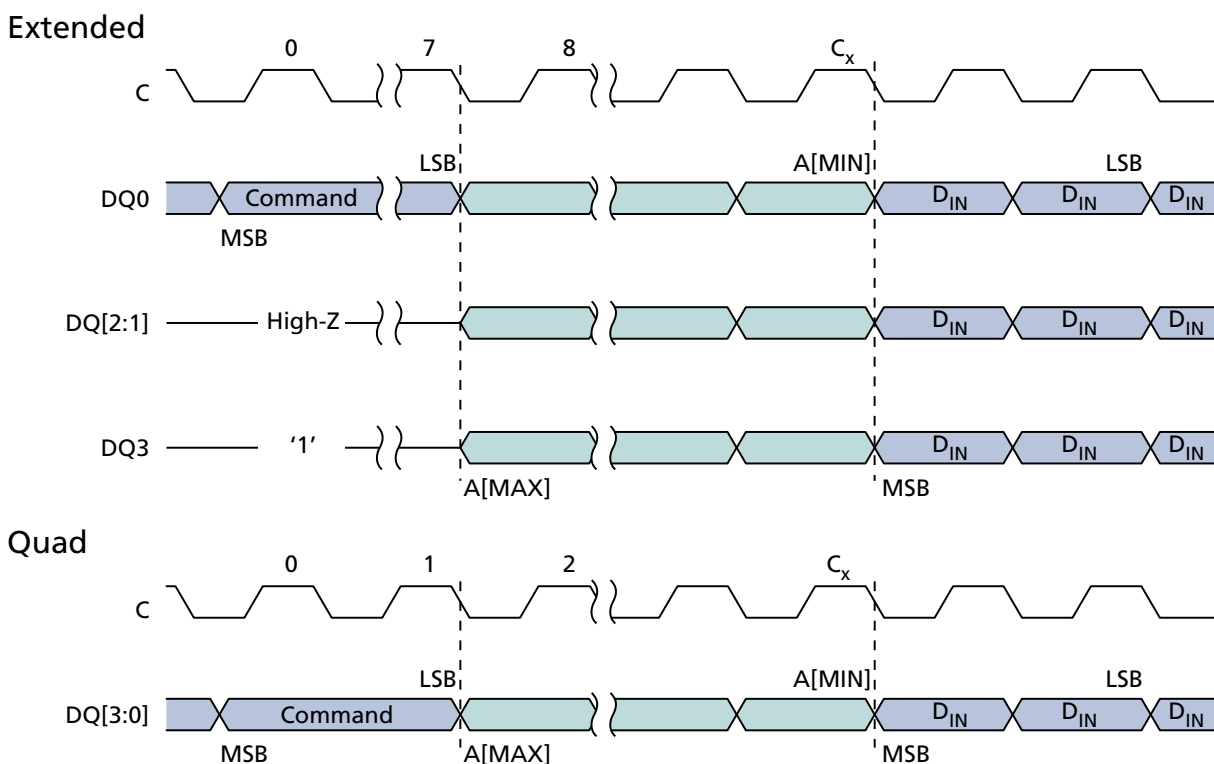 Extended
0 7 8 Cx
C
LSB A[MIN] LSB
DQ0 Command DIN DIN DIN
MSB
DQ[2:1] High-Z DIN DIN DIN
DQ3 '1' DIN DIN DIN
A[MAX] MSB
Quad
0 1 2 Cx
C
LSB A[MIN] LSB
DQ[3:0] Command DIN DIN DIN
MSB A[MAX] MSB